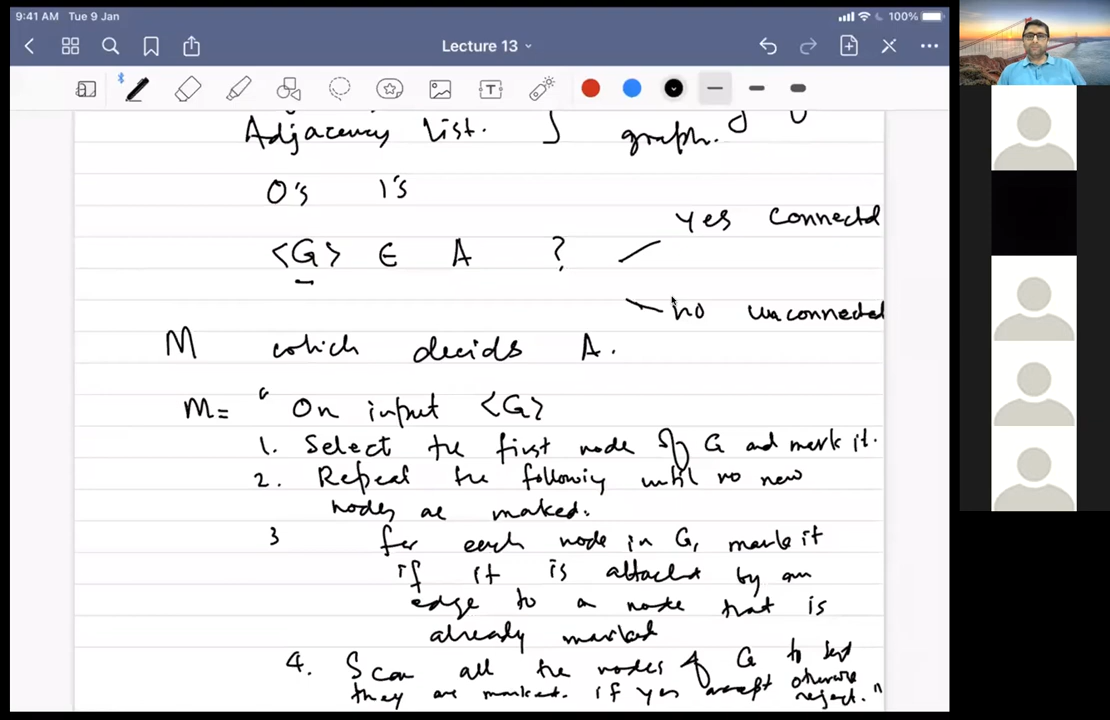 9:41 AM Tue 9 Jan 100%
Lecture 13
Adjacency list. graph.
0's 1's
yes connectd
<G> ∈ A ?
no unconnected
M which decids A.
M= " On input <G>
1. Select the first node of G and mark it.
2. Repeat the following until no new
nodes are marked.
3 for each node in G, mark it
if it is attached by an
edge to a node that is
already marked
4. Scan all the nodes of G to
they are marked. if yes accept otherwise
reject. "